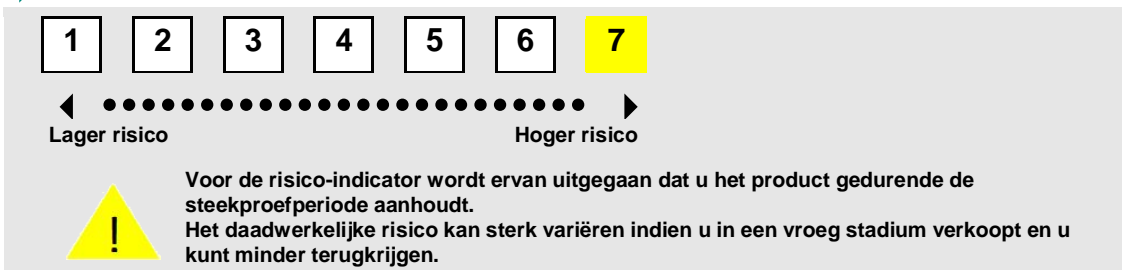 1 2 3 4 5 6 7
Lager risico Hoger risico
!
Voor de risico-indicator wordt ervan uitgegaan dat u het product gedurende de
steekproefperiode aanhoudt.
Het daadwerkelijke risico kan sterk variëren indien u in een vroeg stadium verkoopt en u
kunt minder terugkrijgen.